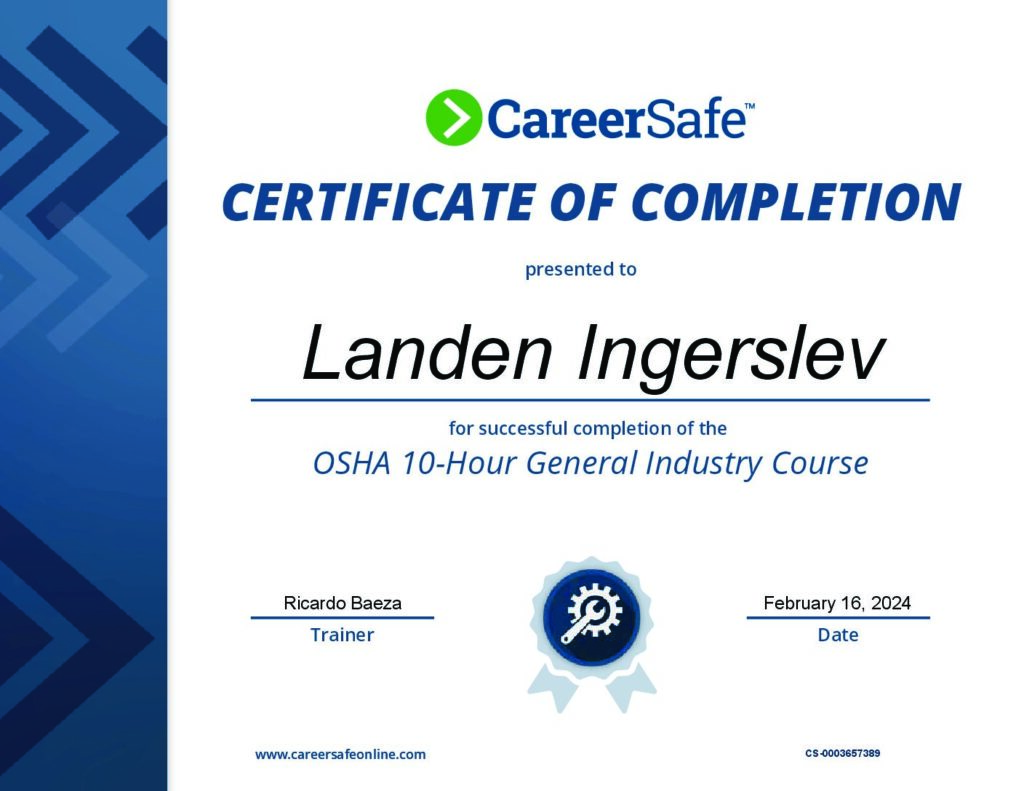 CareerSafe™
CERTIFICATE OF COMPLETION
presented to
Landen Ingerslev
for successful completion of the
OSHA 10-Hour General Industry Course
Ricardo Baeza
Trainer
February 16, 2024
Date
www.careersafeonline.com
CS-0003657389